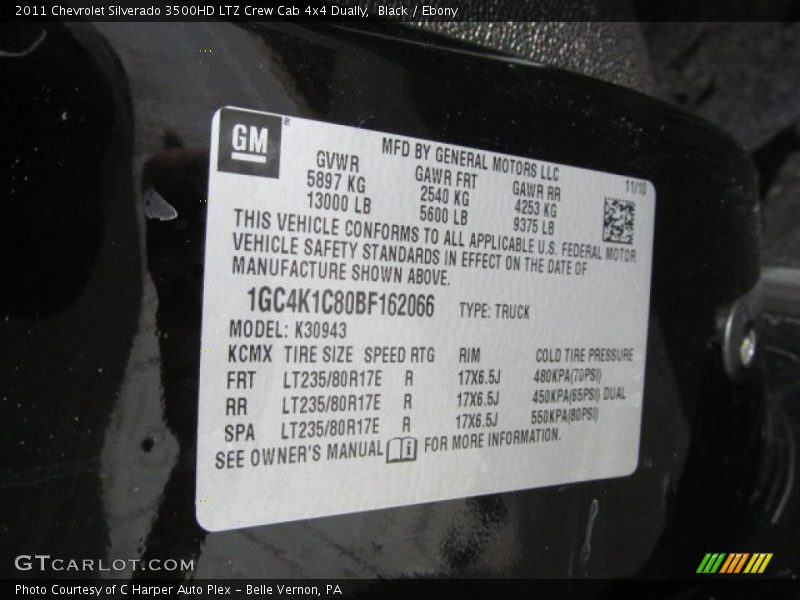 2011 Chevrolet Silverado 3500HD LTZ Crew Cab 4x4 Dually, Black / Ebony
GM®
MFD BY GENERAL MOTORS LLC
11/10
GVWR GAWR FRT GAWR RR
5897 KG 2540 KG 4253 KG
13000 LB 5600 LB 9375 LB
THIS VEHICLE CONFORMS TO ALL APPLICABLE U.S. FEDERAL MOTOR
VEHICLE SAFETY STANDARDS IN EFFECT ON THE DATE OF
MANUFACTURE SHOWN ABOVE.
1GC4K1C80BF162066 TYPE: TRUCK
MODEL: K30943
KCMX TIRE SIZE SPEED RTG RIM COLD TIRE PRESSURE
FRT LT235/80R17E R 17X6.5J 480KPA(70PSI)
RR LT235/80R17E R 17X6.5J 450KPA(65PSI) DUAL
SPA LT235/80R17E R 17X6.5J 550KPA(80PSI)
SEE OWNER'S MANUAL i FOR MORE INFORMATION.
GTCARLOT.COM
Photo Courtesy of C Harper Auto Plex - Belle Vernon, PA